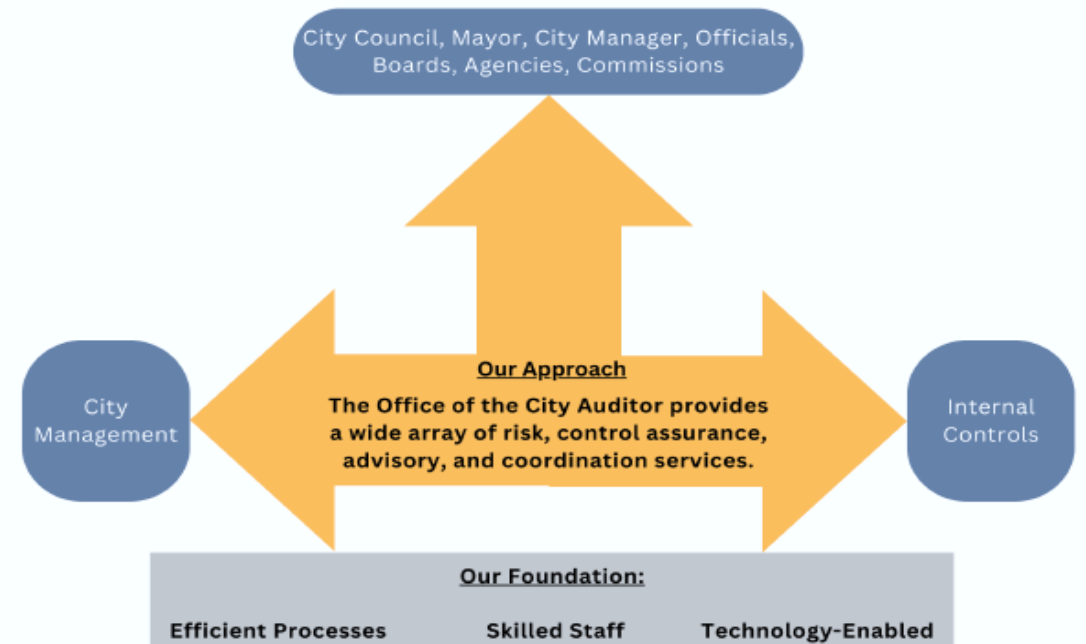 City Council, Mayor, City Manager, Officials,
Boards, Agencies, Commissions
Our Approach
The Office of the City Auditor provides
a wide array of risk, control assurance,
advisory, and coordination services.
City
Management
Internal
Controls
Our Foundation:
Efficient Processes
Skilled Staff
Technology-Enabled